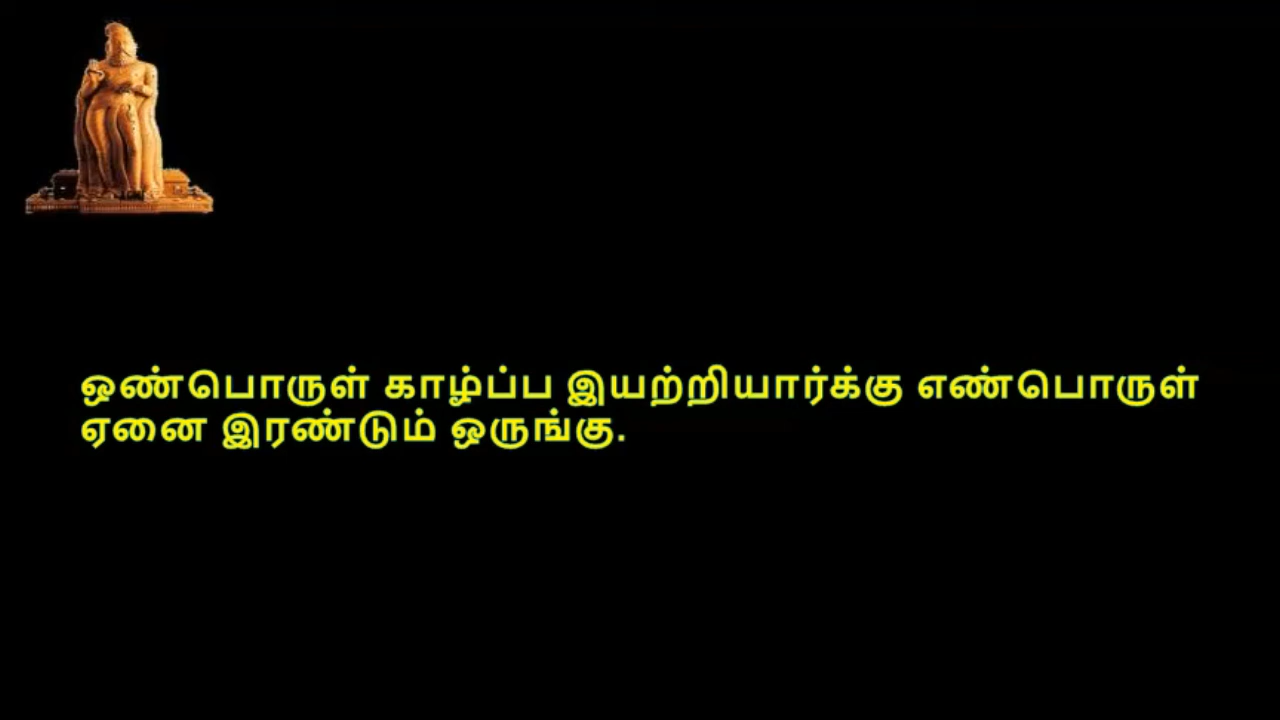 ஒண்பொருள் காழ்ப்ப இயற்றியார்க்கு எண்பொருள்
ஏனை இரண்டும் ஒருங்கு.